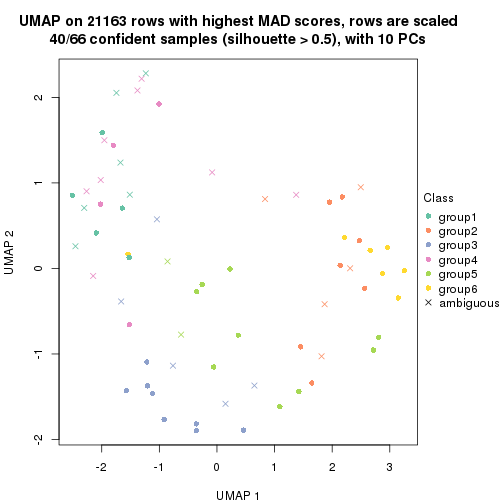 UMAP on 21163 rows with highest MAD scores, rows are scaled
40/66 confident samples (silhouette > 0.5), with 10 PCs
UMAP 2
2
1
0
-1
-2
-2
-1
0
1
2
3
UMAP 1
Class
group1
group2
group3
group4
group5
group6
ambiguous